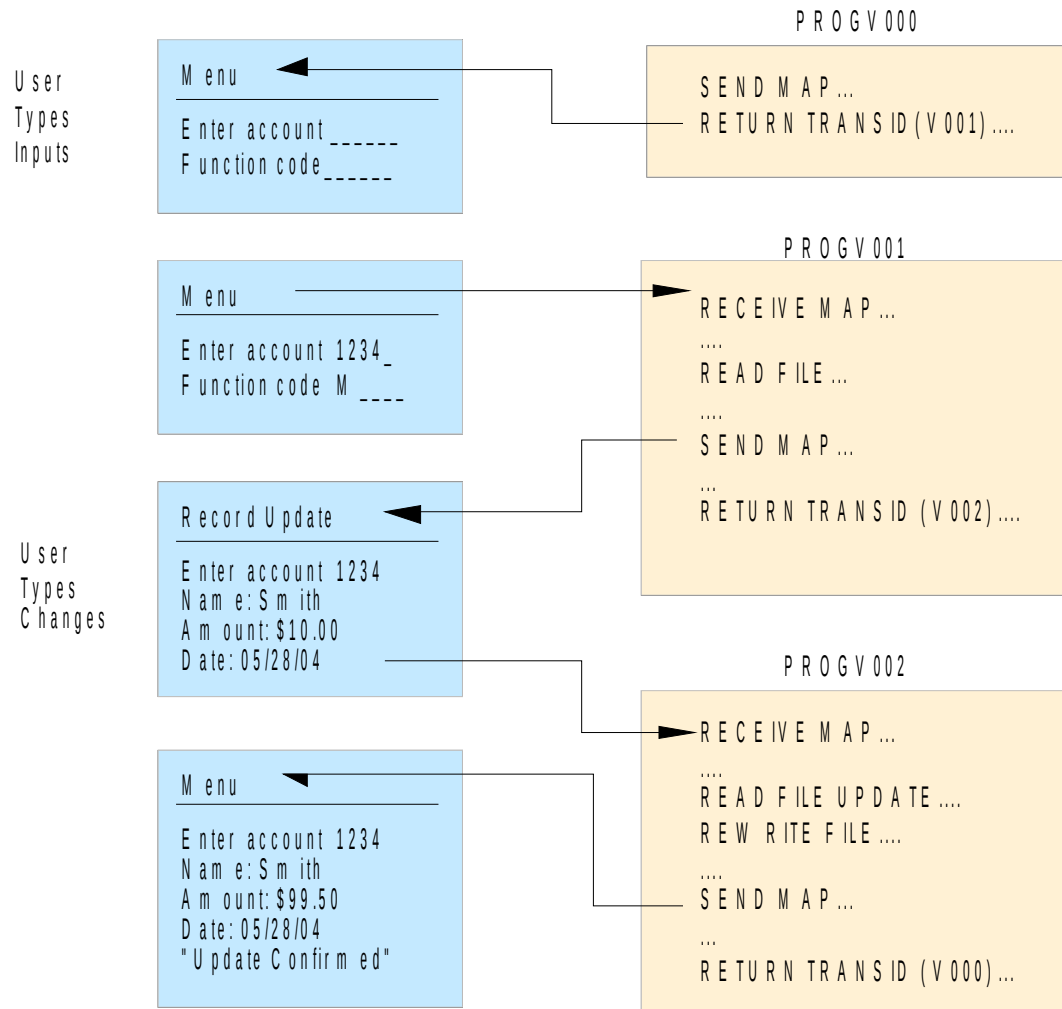 PROGV000
User
Types
Inputs
Menu
Enter account ______
Function code ______
SEND MAP...
RETURN TRANSID(V001)....
PROGV001
Menu
Enter account 1234_
Function code M ____
RECEIVE MAP...
....
READ FILE...
....
SEND MAP...
...
RETURN TRANSID (V002)....
User
Types
Changes
Record Update
Enter account 1234
Name:Smith
Amount:$10.00
Date:05/28/04
PROGV002
RECEIVE MAP...
....
READ FILE UPDATE....
REWRITE FILE....
....
SEND MAP...
...
RETURN TRANSID (V000)...
Menu
Enter account 1234
Name:Smith
Amount:$99.50
Date:05/28/04
"Update Confirmed"